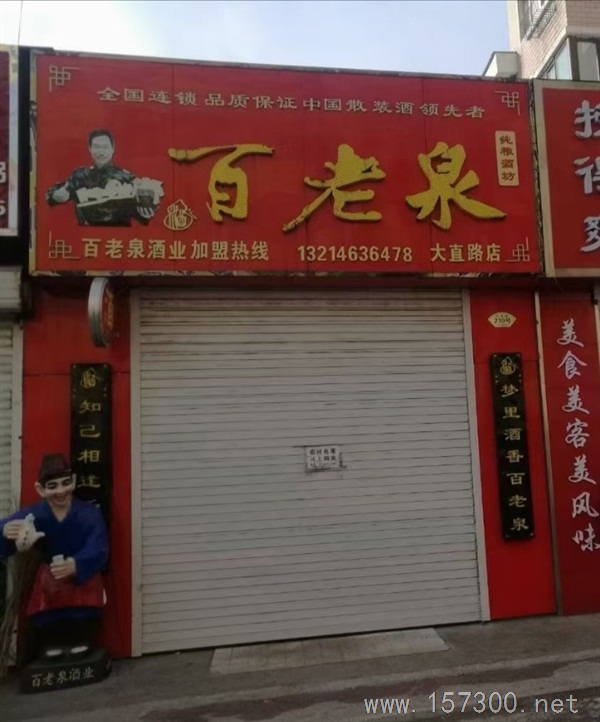 全国连锁 品质保证中国散装酒领先者
百老泉
纯粮酒坊
百老泉酒业加盟热线 13214636478 大直路店
知己相逢
梦里酒香百老泉
百老泉酒业
美食美客美风味
www.157300.net